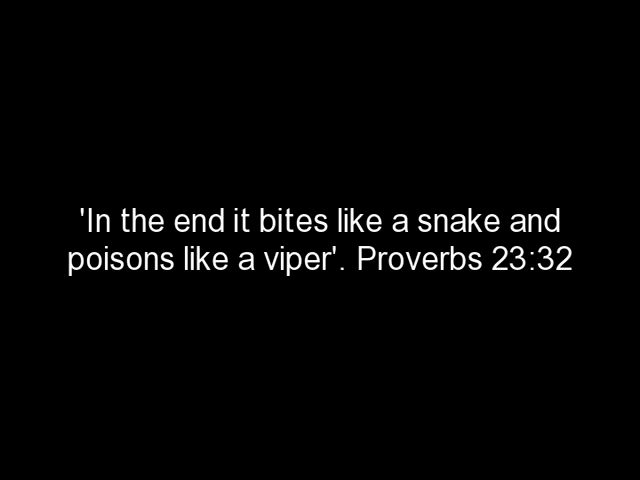 'In the end it bites like a snake and
poisons like a viper'. Proverbs 23:32